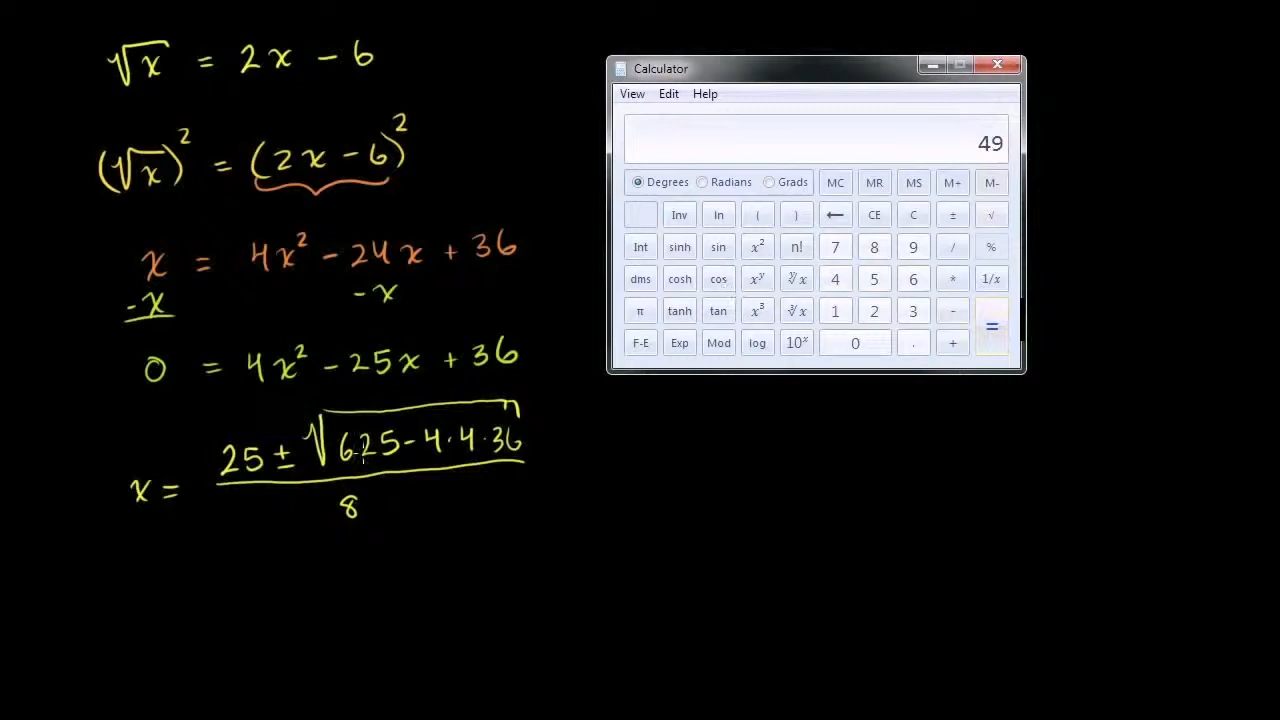 √x = 2x - 6
(√x)² = (2x - 6)²
x = 4x² - 24x + 36
-x - x
0 = 4x² - 25x + 36
x = 25 ± √625 - 4·4·36
8
Calculator
View Edit Help
49
Degrees Radians Grads MC MR MS M+ M-
Inv ln ( ) ← CE C ± √
Int sinh sin x² n! 7 8 9 / %
dms cosh cos xʸ ʸ√x 4 5 6 * 1/x
π tanh tan x³ ³√x 1 2 3 - =
F-E Exp Mod log 10ˣ 0 . +